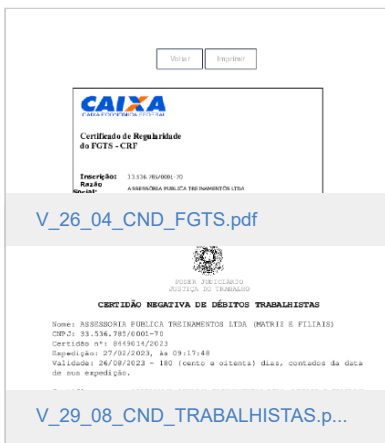 Voltar Imprimir
CAIXA
CAIXA ECONÔMICA FEDERAL
Certificado de Regularidade
do FGTS - CRF
Inscrição: 33.536.785/0001-70
Razão
Social: ASSESSORIA PUBLICA TREINAMENTOS LTDA
V_26_04_CND_FGTS.pdf
PODER JUDICIÁRIO
JUSTIÇA DO TRABALHO
CERTIDÃO NEGATIVA DE DÉBITOS TRABALHISTAS
Nome: ASSESSORIA PUBLICA TREINAMENTOS LTDA (MATRIZ E FILIAIS)
CNPJ: 33.536.785/0001-70
Certidão nº: 8449014/2023
Expedição: 27/02/2023, às 09:17:48
Validade: 26/08/2023 - 180 (cento e oitenta) dias, contados da data
de sua expedição.
V_29_08_CND_TRABALHISTAS.p...